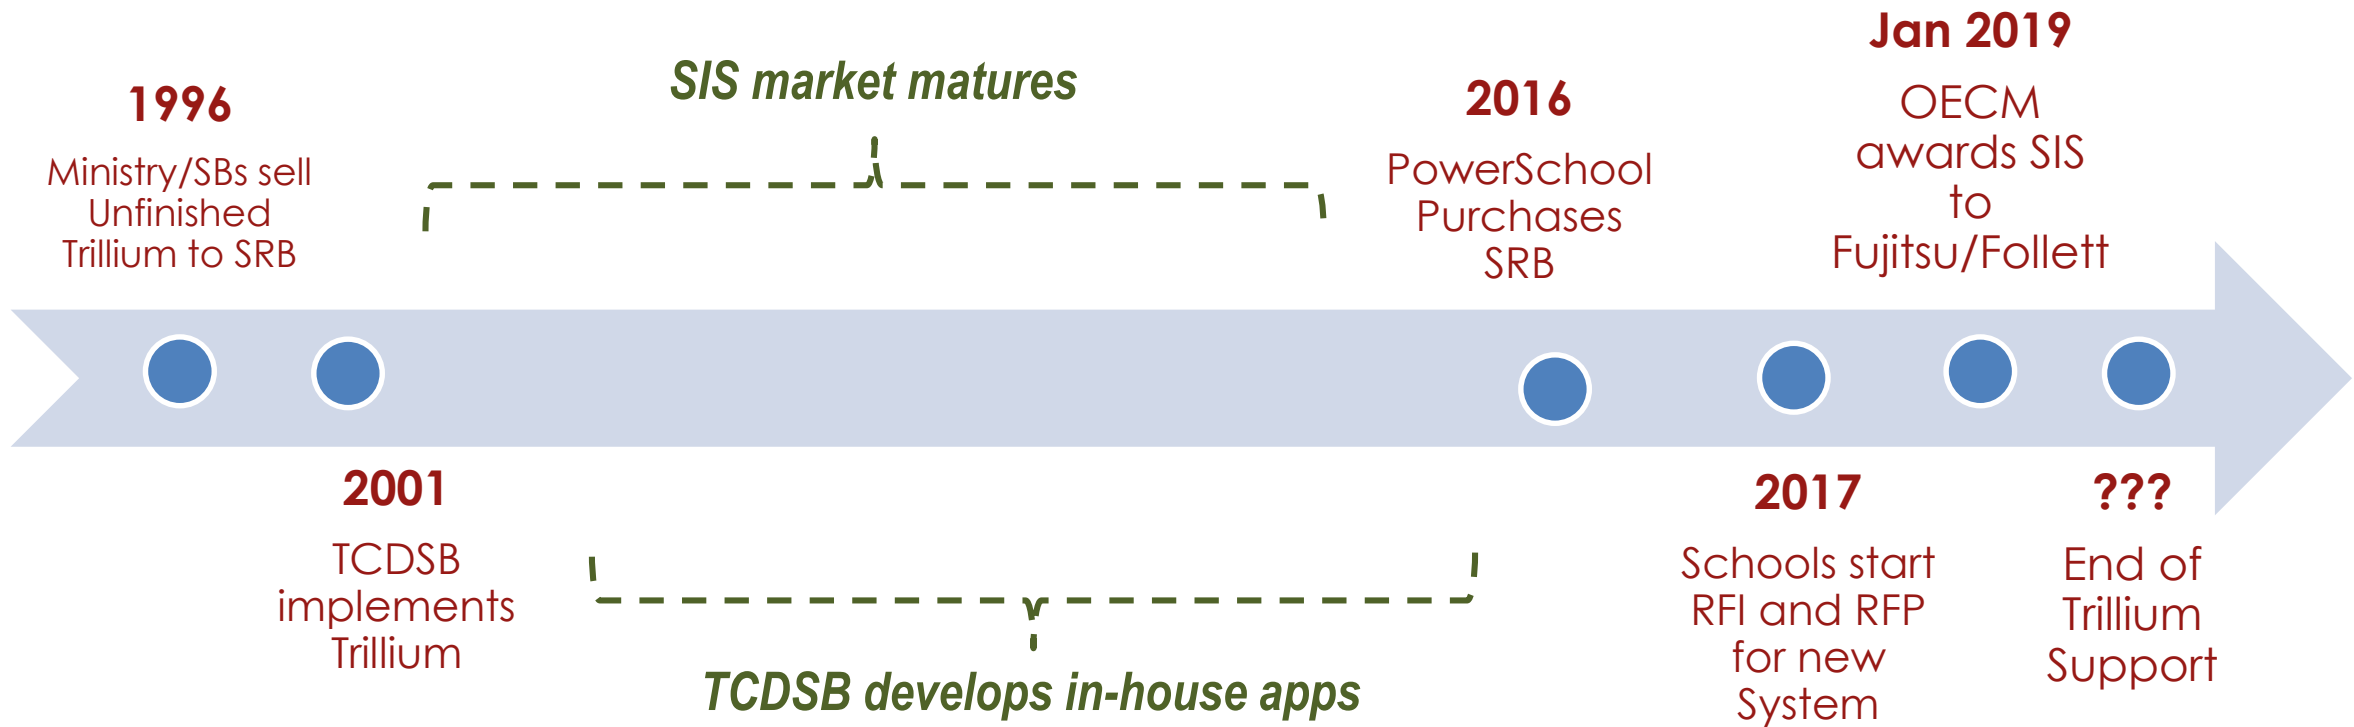 1996
Ministry/SBs sell
Unfinished
Trillium to SRB
SIS market matures
2016
PowerSchool
Purchases
SRB
Jan 2019
OECM
awards SIS
to
Fujitsu/Follett
2001
TCDSB
implements
Trillium
TCDSB develops in-house apps
2017
Schools start
RFI and RFP
for new
System
???
End of
Trillium
Support